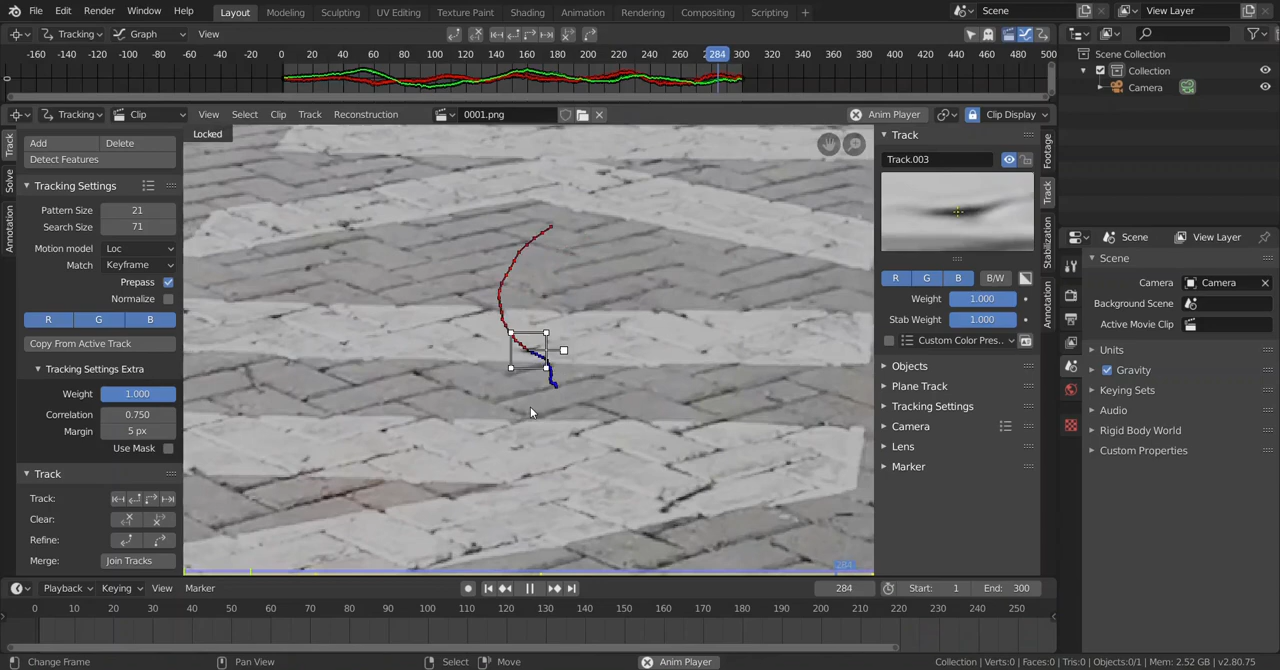 File Edit Render Window Help Layout Modeling Sculpting UV Editing Texture Paint Shading Animation Rendering Compositing Scripting + Scene View Layer
Tracking Graph View
-160 -140 -120 -100 -80 -60 -40 -20 0 20 40 60 80 100 120 140 160 180 200 220 240 260 284 300 320 340 360 380 400 420 440 460 480 500
0
Scene Collection
Collection
Camera
Tracking Clip View Select Clip Track Reconstruction 0001.png Anim Player Clip Display
Locked
Track
Solve
Annotation
Add Delete
Detect Features
Tracking Settings
Pattern Size 21
Search Size 71
Motion model Loc
Match Keyframe
Prepass
Normalize
R G B
Copy From Active Track
Tracking Settings Extra
Weight 1.000
Correlation 0.750
Margin 5 px
Use Mask
Track
Track:
Clear:
Refine:
Merge: Join Tracks
284
Track
Track.003
R G B B/W
Weight 1.000
Stab Weight 1.000
Custom Color Pres..
Objects
Plane Track
Tracking Settings
Camera
Lens
Marker
Footage
Track
Stabilization
Annotation
Scene View Layer
Scene
Camera Camera
Background Scene
Active Movie Clip
Units
Gravity
Keying Sets
Audio
Rigid Body World
Custom Properties
Playback Keying View Marker 284 Start: 1 End: 300
0 10 20 30 40 50 60 70 80 90 100 110 120 130 140 150 160 170 180 190 200 210 220 230 240 250
Change Frame Pan View Select Move Anim Player Collection | Verts:0 | Faces:0 | Tris:0 | Objects:0/1 | Mem: 2.52 GB | v2.80.75